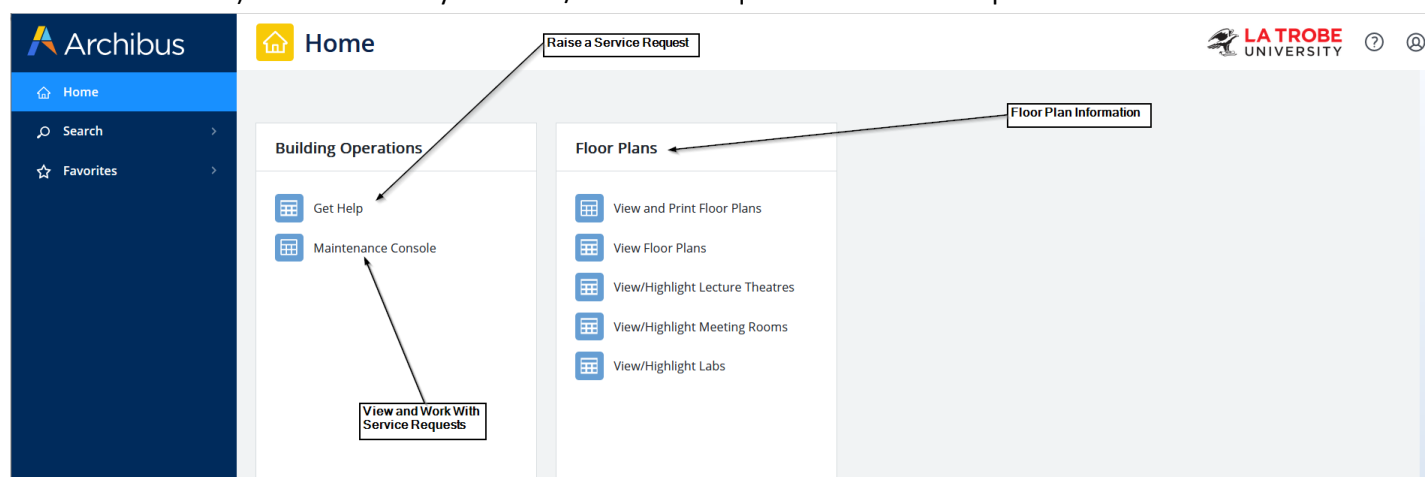 Archibus
Home
Raise a Service Request
LA TROBE
UNIVERSITY
?
Home
Search
Favorites
Building Operations
Get Help
Maintenance Console
View and Work With
Service Requests
Floor Plan Information
Floor Plans
View and Print Floor Plans
View Floor Plans
View/Highlight Lecture Theatres
View/Highlight Meeting Rooms
View/Highlight Labs